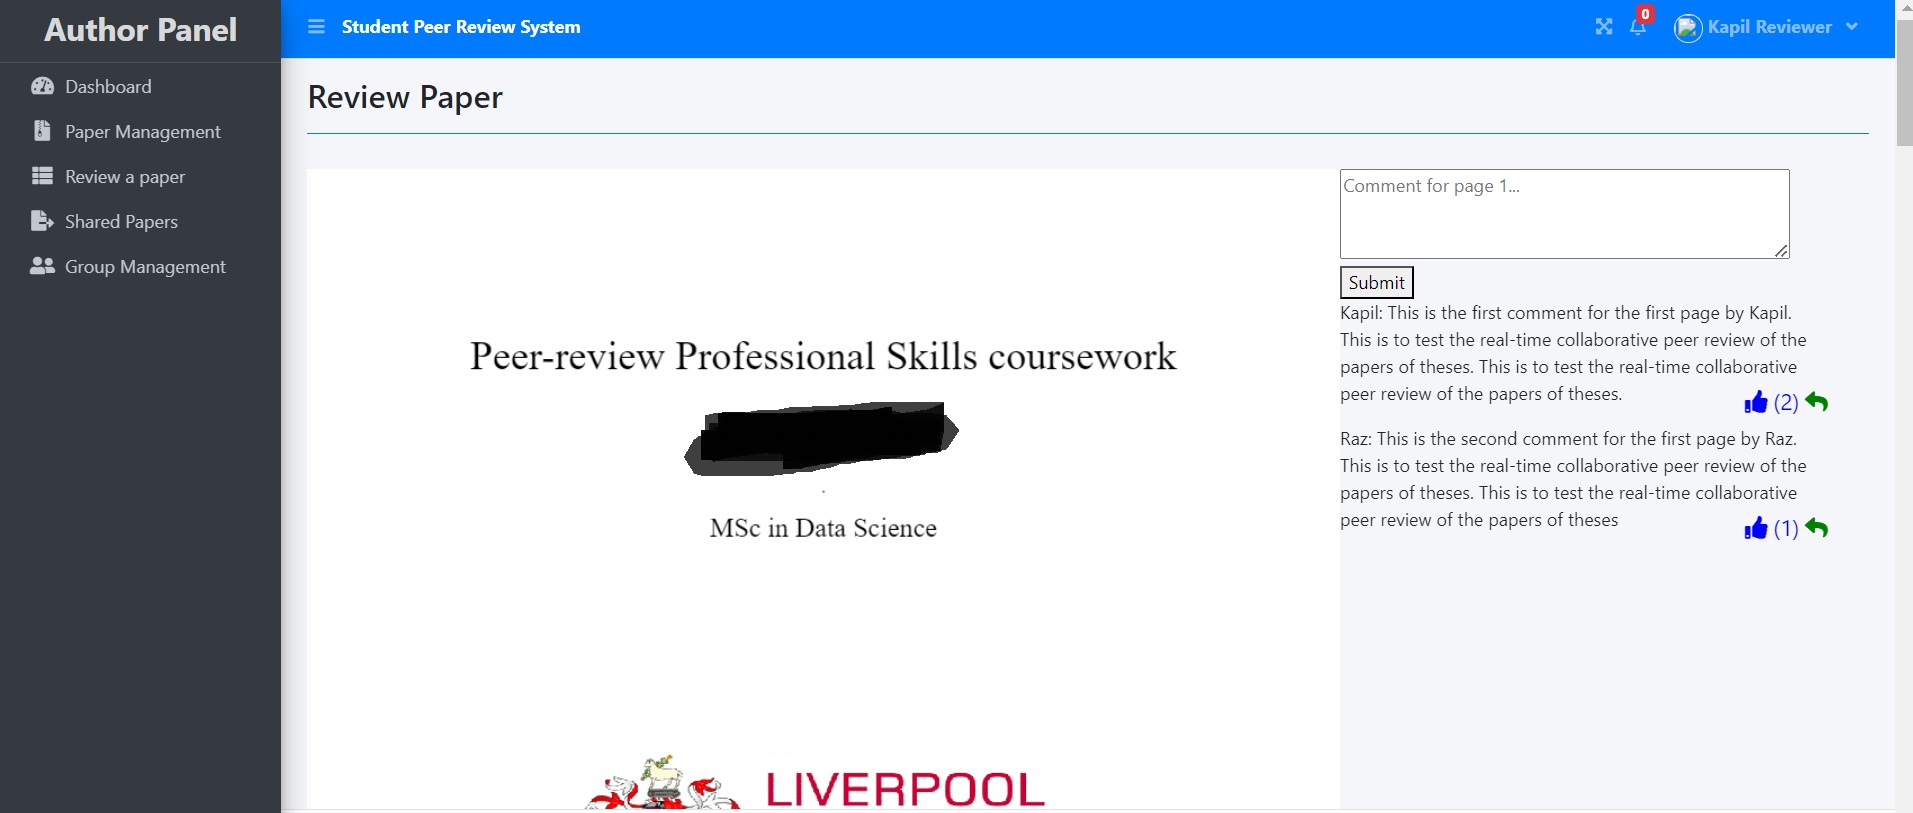 Author Panel
Dashboard
Paper Management
Review a paper
Shared Papers
Group Management
Student Peer Review System
0
Kapil Reviewer
Review Paper
Peer-review Professional Skills coursework
MSc in Data Science
LIVERPOOL
Comment for page 1...
Submit
Kapil: This is the first comment for the first page by Kapil.
This is to test the real-time collaborative peer review of the
papers of theses. This is to test the real-time collaborative
peer review of the papers of theses.
(2)
Raz: This is the second comment for the first page by Raz.
This is to test the real-time collaborative peer review of the
papers of theses. This is to test the real-time collaborative
peer review of the papers of theses
(1)